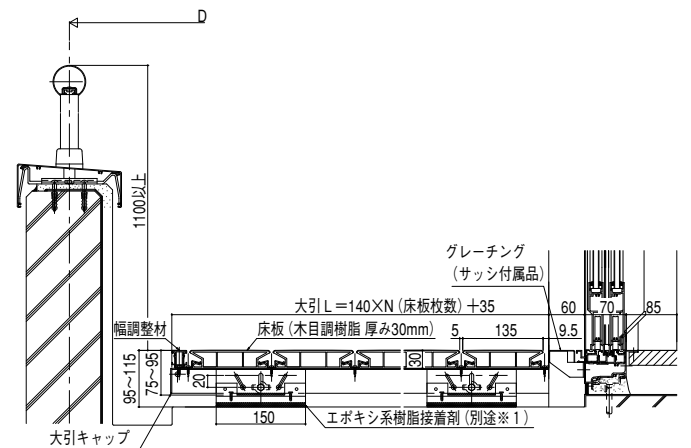 D
1100以上
グレーチング
(サッシ付属品)
大引L=140×N(床板枚数)+35
60
70
85
幅調整材
床板(木目調樹脂 厚み30mm)
5
135
9.5
30
95~115
75~95
20
150
エポキシ系樹脂接着剤(別途※1)
大引キャップ